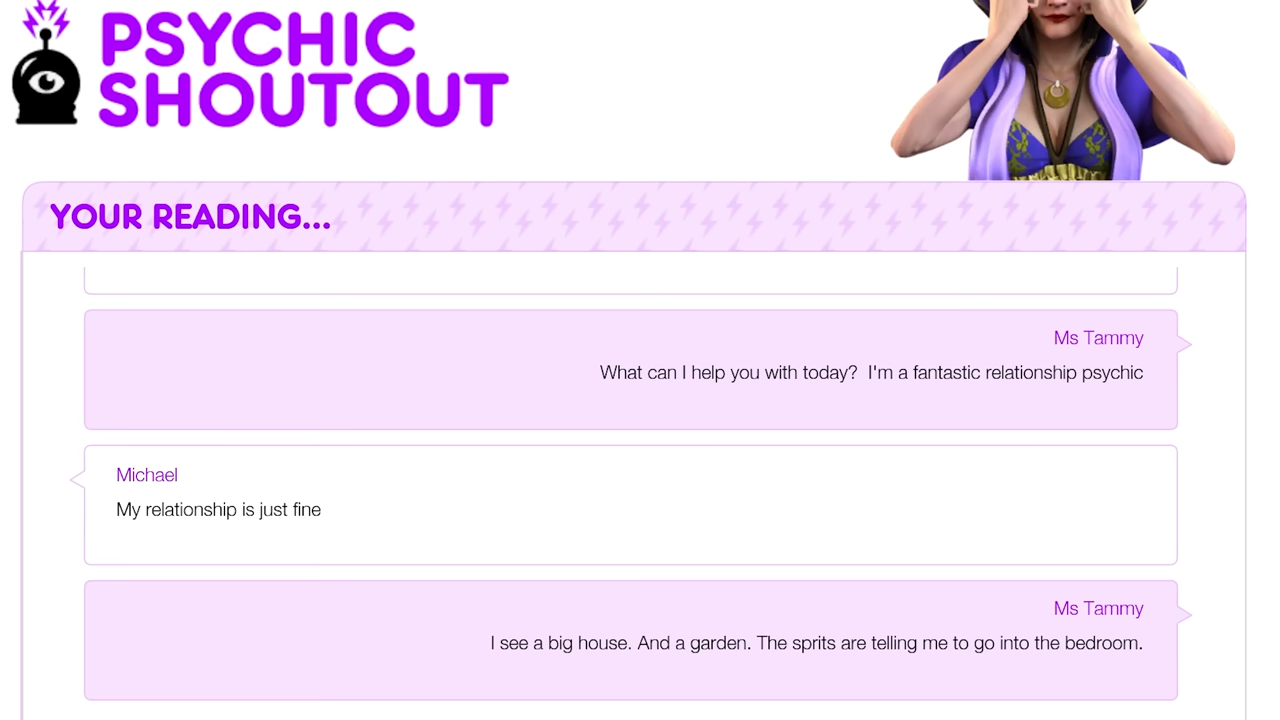 PSYCHIC
SHOUTOUT
YOUR READING...
Ms Tammy
What can I help you with today?  I'm a fantastic relationship psychic
Michael
My relationship is just fine
Ms Tammy
I see a big house. And a garden. The sprits are telling me to go into the bedroom.